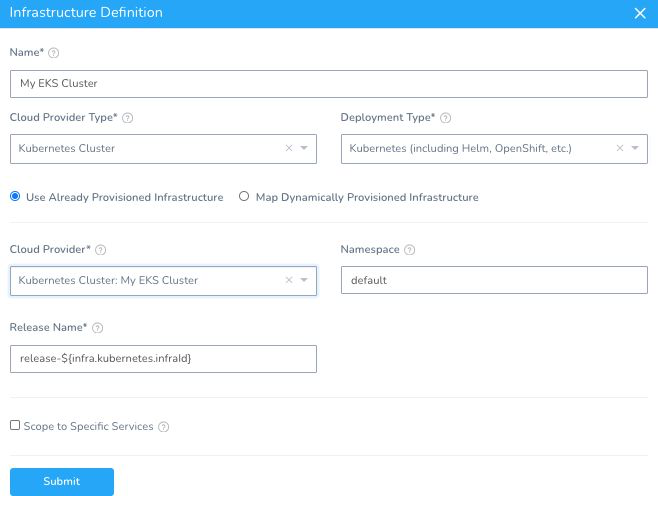 Infrastructure Definition
Name*
My EKS Cluster
Cloud Provider Type* Deployment Type*
Kubernetes Cluster Kubernetes (including Helm, OpenShift, etc.)
Use Already Provisioned Infrastructure Map Dynamically Provisioned Infrastructure
Cloud Provider* Namespace
Kubernetes Cluster: My EKS Cluster default
Release Name*
release-${infra.kubernetes.infraId}
Scope to Specific Services
Submit